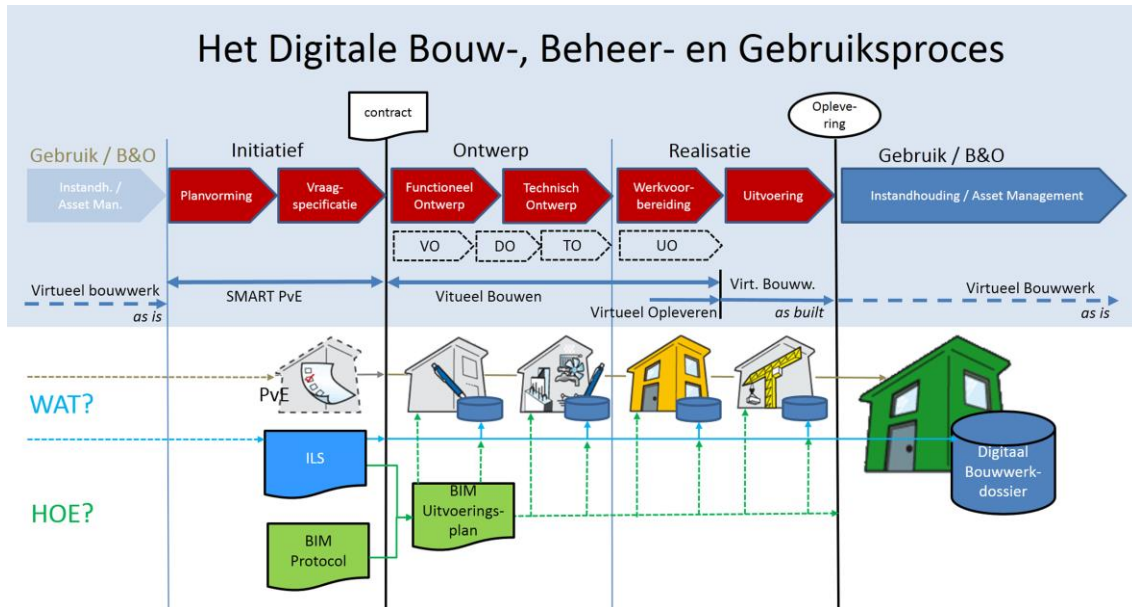 Het Digitale Bouw-, Beheer- en Gebruiksproces
contract
Opleve-
ring
Gebruik / B&O
Initiatief
Ontwerp
Realisatie
Gebruik / B&O
Instandh. /
Asset Man.
Planvorming
Vraag-
specificatie
Functioneel
Ontwerp
Technisch
Ontwerp
Werkvoor-
bereiding
Uitvoering
Instandhouding / Asset Management
VO
DO
TO
UO
Virtueel bouwwerk
as is
SMART PvE
Vitueel Bouwen
Virtueel Opleveren
Virt. Bouww.
as built
Virtueel Bouwwerk
as is
WAT?
PvE
ILS
Digitaal
Bouwwerk-
dossier
HOE?
BIM
Uitvoerings-
plan
BIM
Protocol